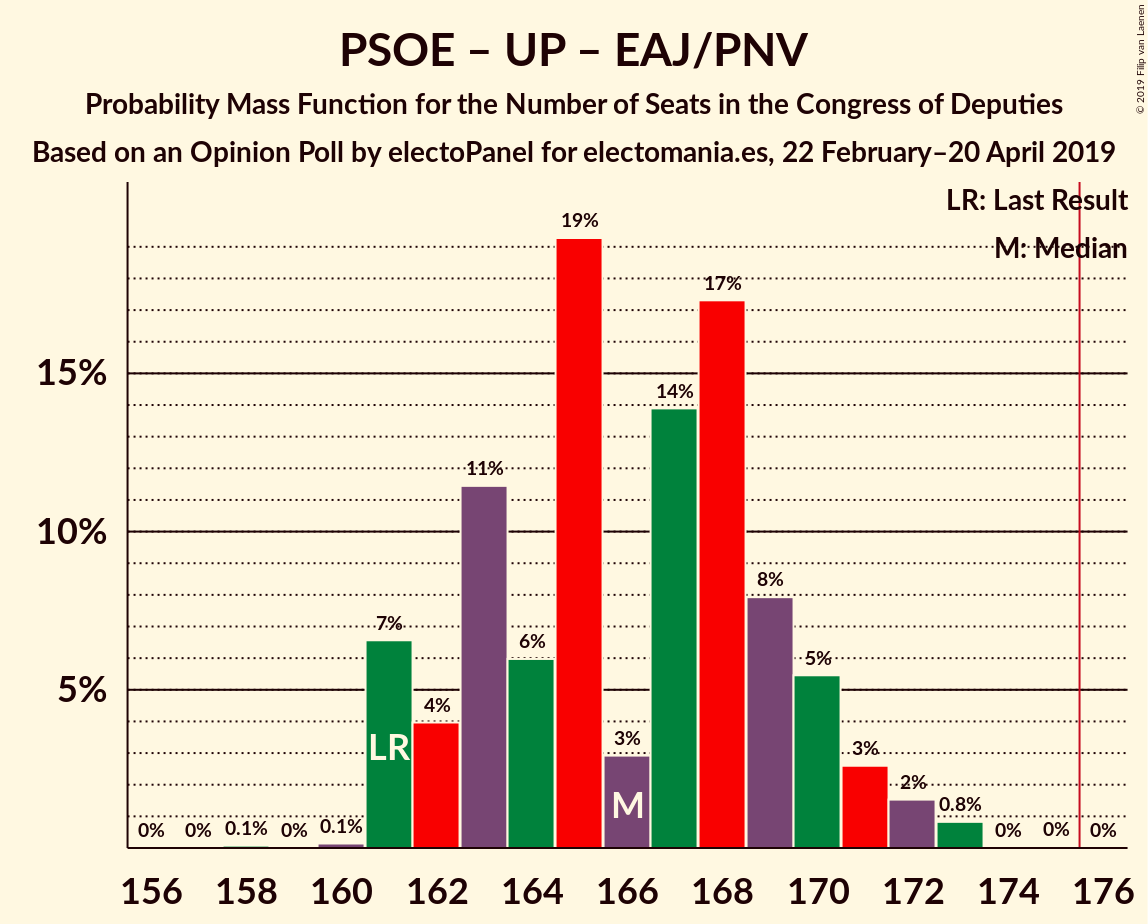 PSOE – UP – EAJ/PNV
Probability Mass Function for the Number of Seats in the Congress of Deputies
Based on an Opinion Poll by electoPanel for electomania.es, 22 February–20 April 2019
© 2019 Filip van Laenen
LR: Last Result
M: Median
15%
10%
5%
0%
0%
0.1%
0%
0.1%
7%
4%
11%
6%
19%
3%
14%
17%
8%
5%
3%
2%
0.8%
0%
0%
0%
LR
M
156 158 160 162 164 166 168 170 172 174 176